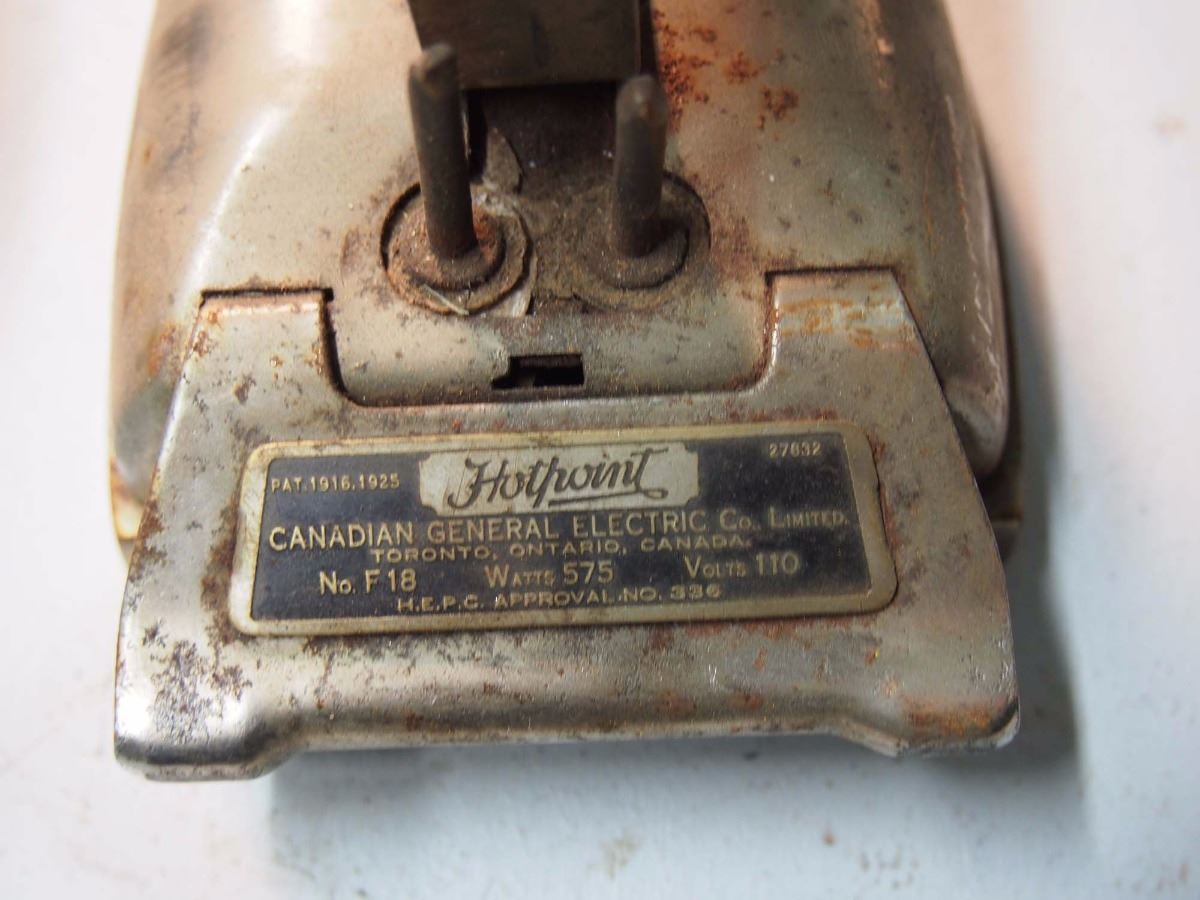 PAT. 1916, 1925 Hotpoint 27632
CANADIAN GENERAL ELECTRIC Co. LIMITED.
TORONTO, ONTARIO, CANADA.
No. F 18 WATTS 575 VOLTS 110
H.E.P.C. APPROVAL NO. 336